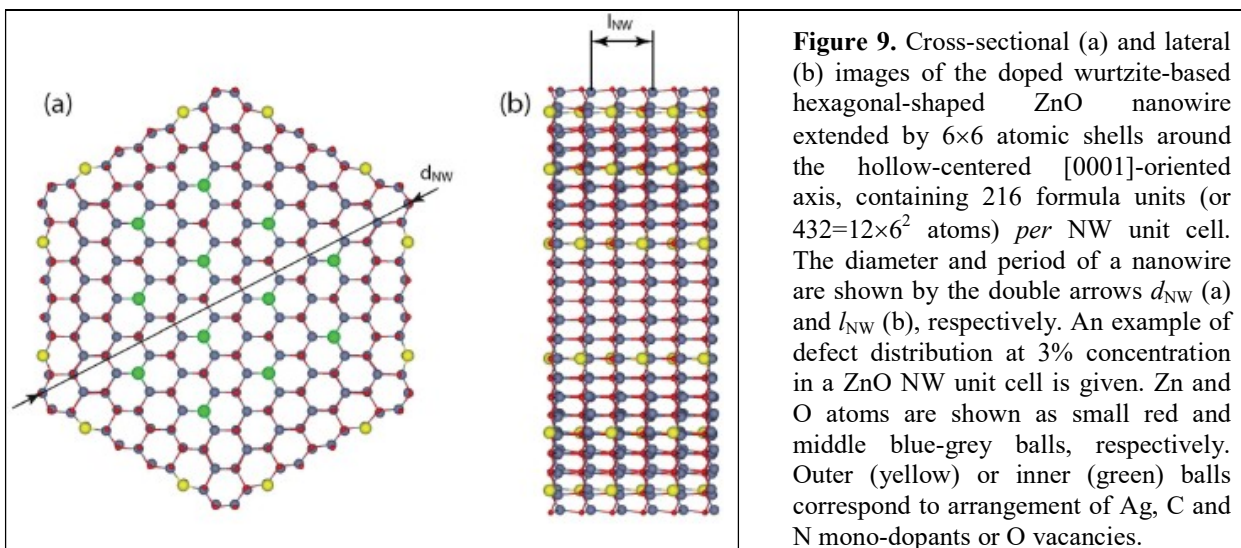 l_NW
(a)
(b)
d_NW
Figure 9. Cross-sectional (a) and lateral
(b) images of the doped wurtzite-based
hexagonal-shaped ZnO nanowire
extended by 6×6 atomic shells around
the hollow-centered [0001]-oriented
axis, containing 216 formula units (or
432=12×6² atoms) per NW unit cell.
The diameter and period of a nanowire
are shown by the double arrows d_NW (a)
and l_NW (b), respectively. An example of
defect distribution at 3% concentration
in a ZnO NW unit cell is given. Zn and
O atoms are shown as small red and
middle blue-grey balls, respectively.
Outer (yellow) or inner (green) balls
correspond to arrangement of Ag, C and
N mono-dopants or O vacancies.